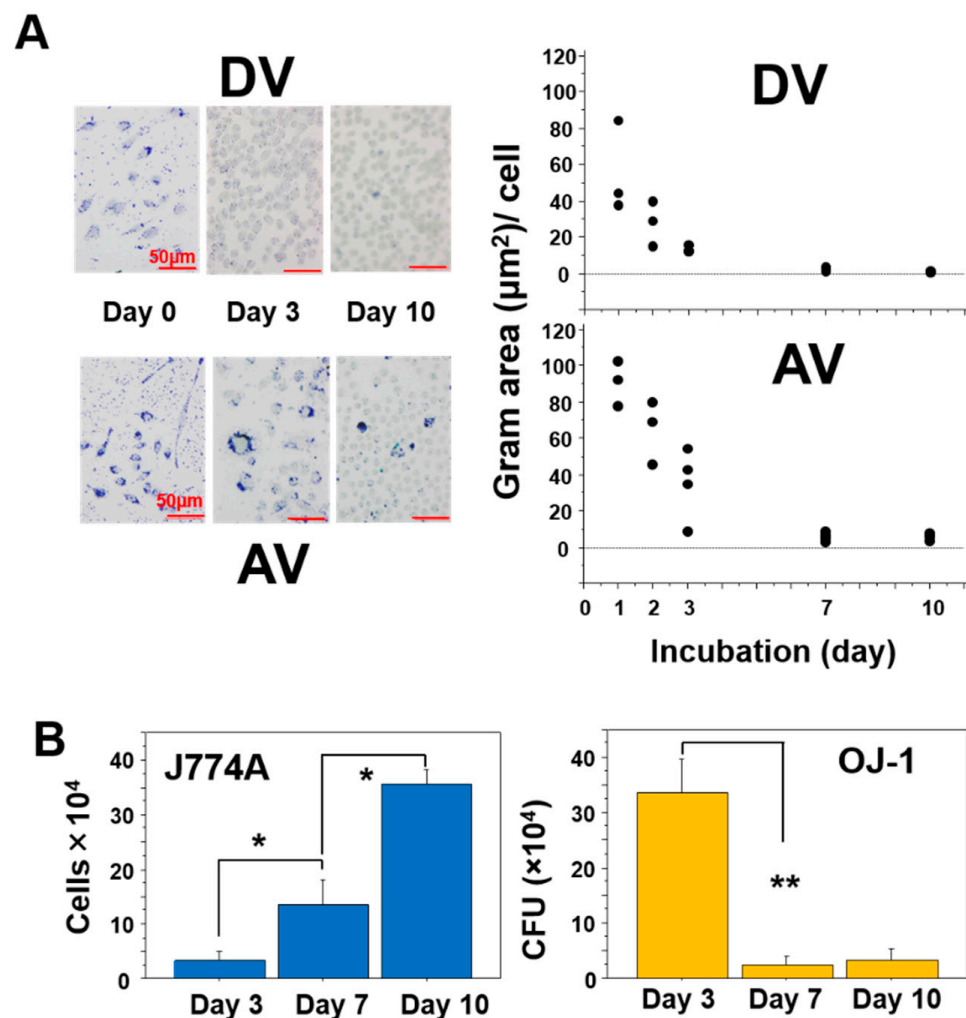 A
DV
50μm
Day 0 Day 3 Day 10
50μm
AV
Gram area (μm²)/ cell
120
100
80
60
40
20
0
DV
120
100
80
60
40
20
0
AV
0 1 2 3 7 10
Incubation (day)
B
J774A
Cells×10⁴
40
30
20
10
0
*
*
Day 3 Day 7 Day 10
OJ-1
CFU (×10⁴)
40
30
20
10
0
**
Day 3 Day 7 Day 10